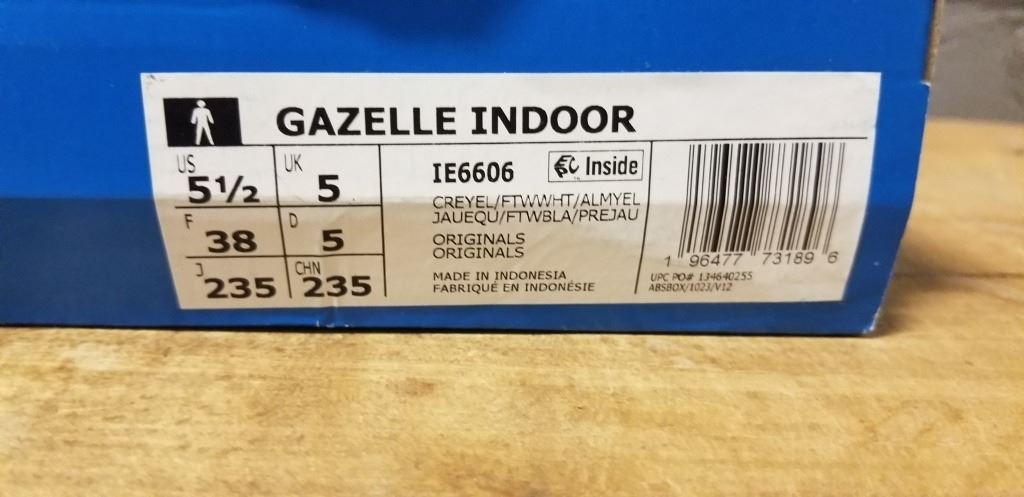 GAZELLE INDOOR
US 5½ UK 5
F 38 D 5
J 235 CHN 235
IE6606 Inside
CREYEL/FTWWHT/ALMYEL
JAUEQU/FTWBLA/PREJAU
ORIGINALS
ORIGINALS
MADE IN INDONESIA
FABRIQUÉ EN INDONÉSIE
1 96477 73189 6
UPC PO# 134640255
ABSBOX/1023/V12